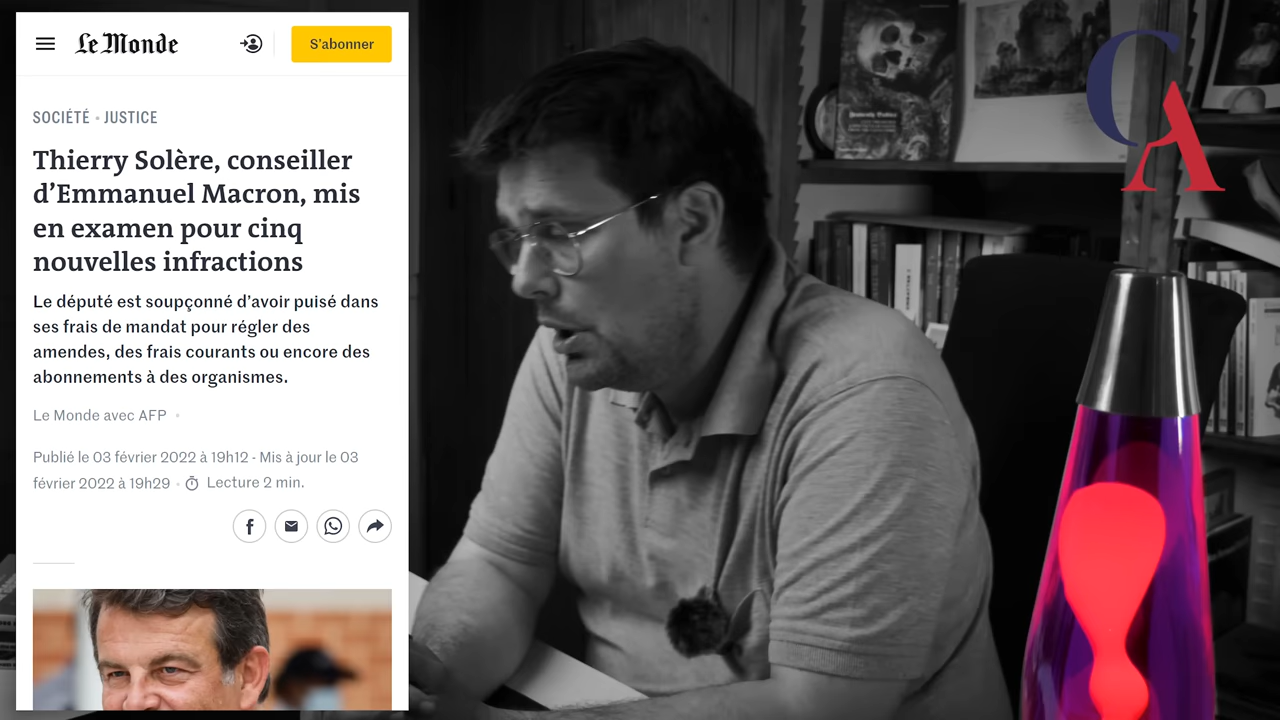 Le Monde
S'abonner
SOCIÉTÉ • JUSTICE
Thierry Solère, conseiller
d’Emmanuel Macron, mis
en examen pour cinq
nouvelles infractions
Le député est soupçonné d’avoir puisé dans
ses frais de mandat pour régler des
amendes, des frais courants ou encore des
abonnements à des organismes.
Le Monde avec AFP •
Publié le 03 février 2022 à 19h12 - Mis à jour le 03
février 2022 à 19h29 • Lecture 2 min.
CA